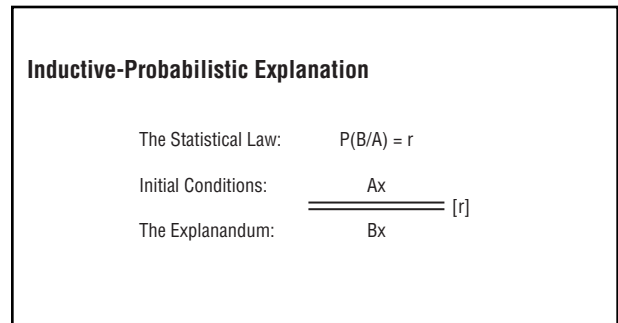 Inductive-Probabilistic Explanation
The Statistical Law: P(B/A) = r
Initial Conditions: Ax
[r]
The Explanandum: Bx